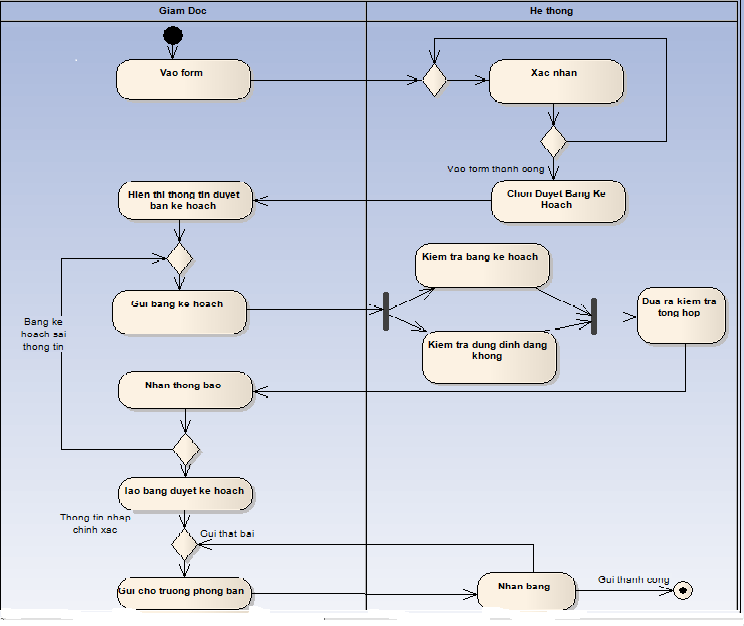 Giam Doc
He thong
Vao form
Xac nhan
Vao form thanh cong
Hien thi thong tin duyet
ban ke hoach
Chon Duyet Bang Ke
Hoach
Kiem tra bang ke hoach
Gui bang ke hoach
Dua ra kiem tra
tong hop
Bang ke
hoach sai
thong tin
Kiem tra dung dinh dang
khong
Nhan thong bao
Tao bang duyet ke hoach
Thong tin nhap
chinh xac
Gui that bai
Gui cho truong phong ban
Nhan bang
Gui thanh cong